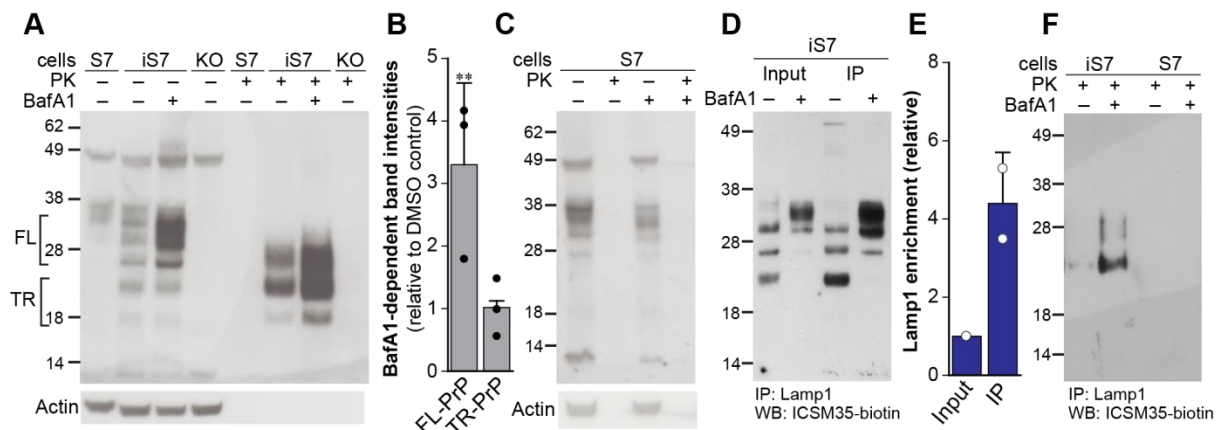 A
cells S7 iS7 KO S7 iS7 KO
PK – – – – + + + +
BafA1 – – + – – – + –
62
49
38
28
18
14
FL
TR
Actin
B
BafA1-dependent band intensities
(relative to DMSO control)
5
4
3
2
1
0
**
FL-PrP
TR-PrP
C
cells S7
PK – + – +
BafA1 – – + +
62
49
38
28
18
14
Actin
D
iS7
Input IP
BafA1 – + – +
49
38
28
18
14
IP: Lamp1
WB: ICSM35-biotin
E
Lamp1 enrichment (relative)
8
6
4
2
0
Input
IP
F
cells iS7 S7
PK + + + +
BafA1 – + – +
49
38
28
18
14
IP: Lamp1
WB: ICSM35-biotin